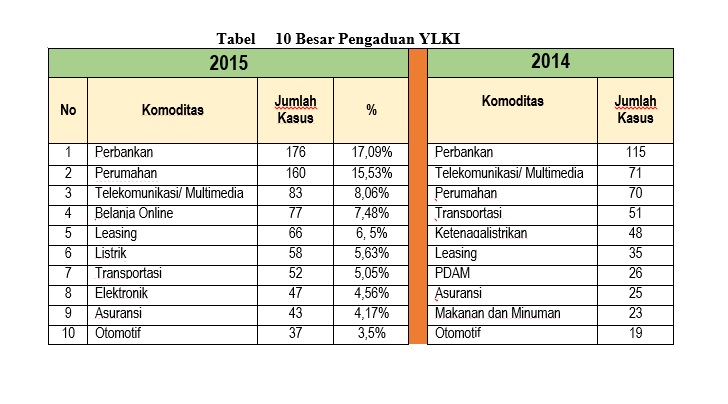 Tabel 10 Besar Pengaduan YLKI
2015 2014
No Komoditas Jumlah Kasus % Komoditas Jumlah Kasus
1 Perbankan 176 17,09% Perbankan 115
2 Perumahan 160 15,53% Telekomunikasi/ Multimedia 71
3 Telekomunikasi/ Multimedia 83 8,06% Perumahan 70
4 Belanja Online 77 7,48% Transportasi 51
5 Leasing 66 6, 5% Ketenagalistrikan 48
6 Listrik 58 5,63% Leasing 35
7 Transportasi 52 5,05% PDAM 26
8 Elektronik 47 4,56% Asuransi 25
9 Asuransi 43 4,17% Makanan dan Minuman 23
10 Otomotif 37 3,5% Otomotif 19